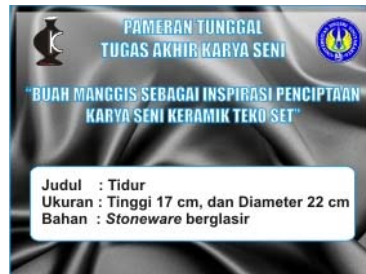 PAMERAN TUNGGAL
TUGAS AKHIR KARYA SENI
"BUAH MANGGIS SEBAGAI INSPIRASI PENCIPTAAN
KARYA SENI KERAMIK TEKO SET"
Judul : Tidur
Ukuran : Tinggi 17 cm, dan Diameter 22 cm
Bahan : Stoneware berglasir